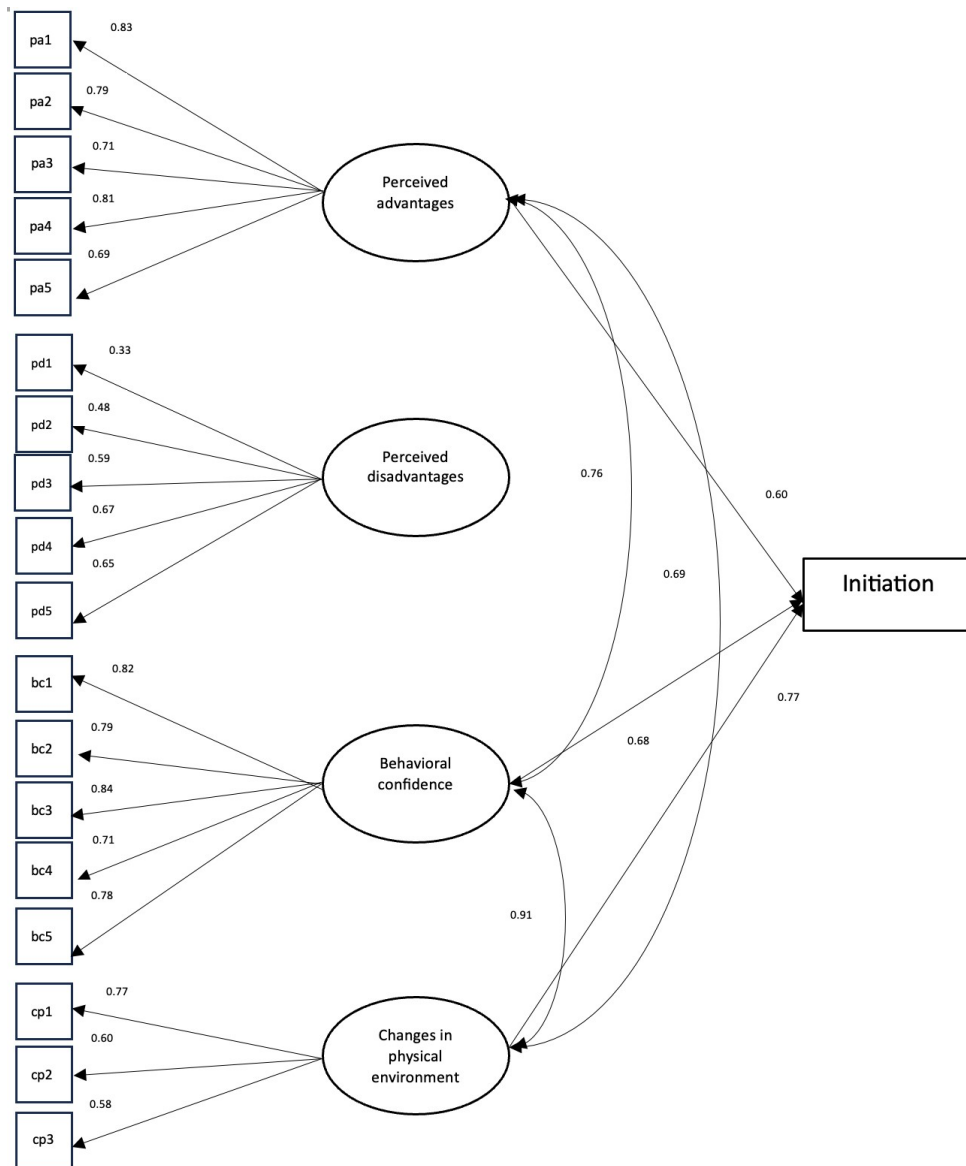 pa1
0.83
pa2
0.79
pa3
0.71
pa4
0.81
pa5
0.69
Perceived
advantages
pd1
0.33
pd2
0.48
pd3
0.59
pd4
0.67
pd5
0.65
Perceived
disadvantages
bc1
0.82
bc2
0.79
bc3
0.84
bc4
0.71
bc5
0.78
Behavioral
confidence
cp1
0.77
cp2
0.60
cp3
0.58
Changes in
physical
environment
0.76
0.69
0.60
0.68
0.77
0.91
Initiation